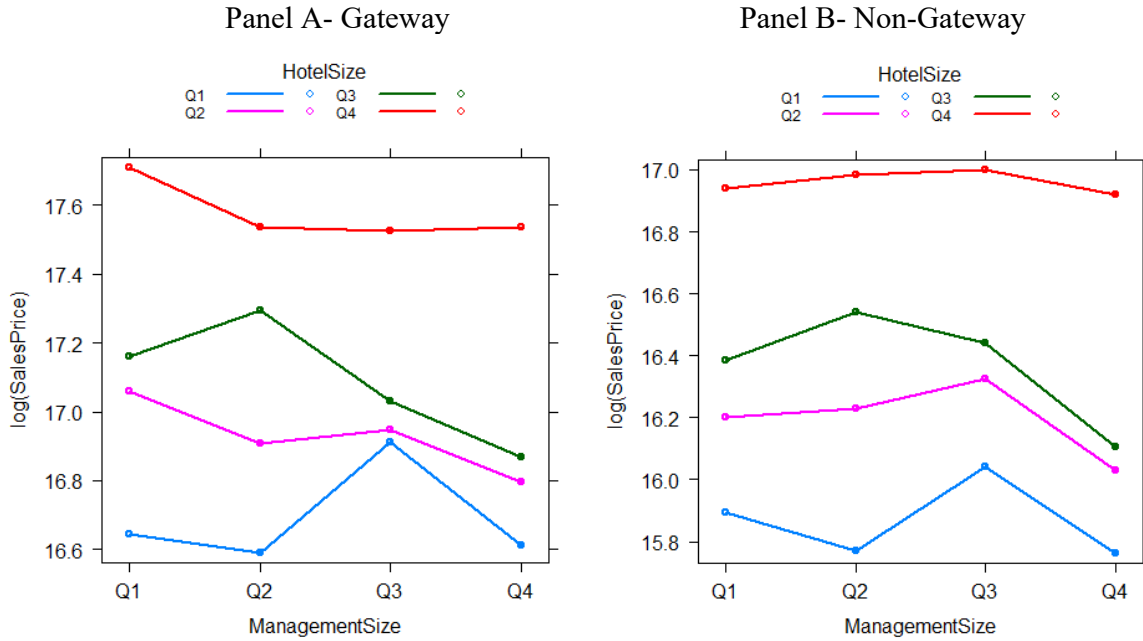 Panel A- Gateway
HotelSize
Q1 Q3
Q2 Q4
log(SalesPrice)
17.6
17.4
17.2
17.0
16.8
16.6
Q1 Q2 Q3 Q4
ManagementSize
Panel B- Non-Gateway
HotelSize
Q1 Q3
Q2 Q4
log(SalesPrice)
17.0
16.8
16.6
16.4
16.2
16.0
15.8
Q1 Q2 Q3 Q4
ManagementSize